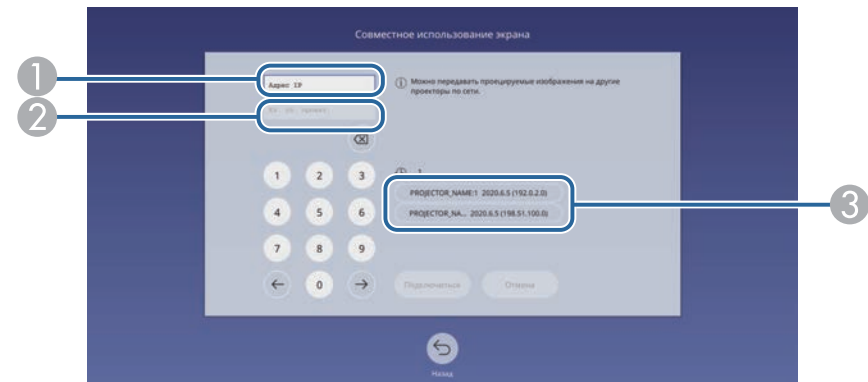 Совместное использование экрана
1
Адрес IP
Можно передавать проецируемые изображения на другие
проекторы по сети.
2
1
1 2 3
PROJECTOR_NAME:1 2020.6.5 (192.0.2.0)
3
4 5 6
PROJECTOR_NA... 2020.6.5 (198.51.100.0)
7 8 9
0
Подключиться Отмена
Назад